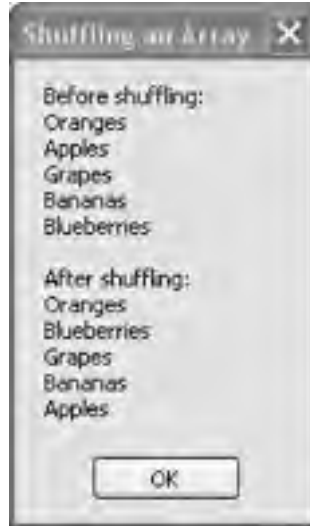 Shuffling an Array
Before shuffling:
Oranges
Apples
Grapes
Bananas
Blueberries
After shuffling:
Oranges
Blueberries
Grapes
Bananas
Apples
OK